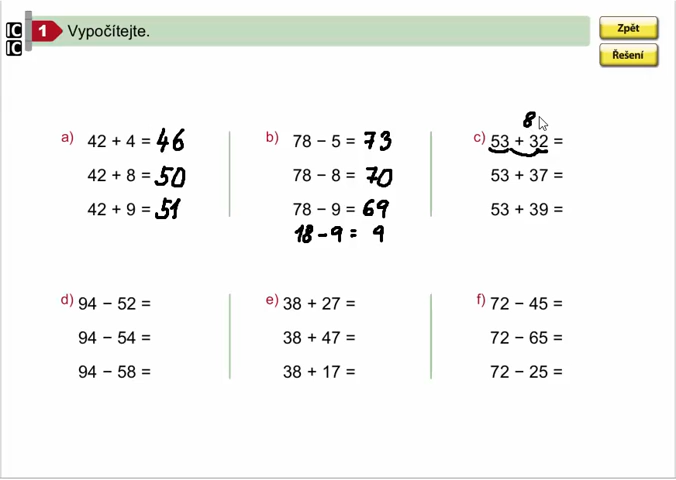 1 Vypočítejte.
Zpět
Řešení
a) 42 + 4 = 46
42 + 8 = 50
42 + 9 = 51
b) 78 − 5 = 73
78 − 8 = 70
78 − 9 = 69
18 - 9 = 9
8
c) 53 + 32 =
53 + 37 =
53 + 39 =
d) 94 − 52 =
94 − 54 =
94 − 58 =
e) 38 + 27 =
38 + 47 =
38 + 17 =
f) 72 − 45 =
72 − 65 =
72 − 25 =